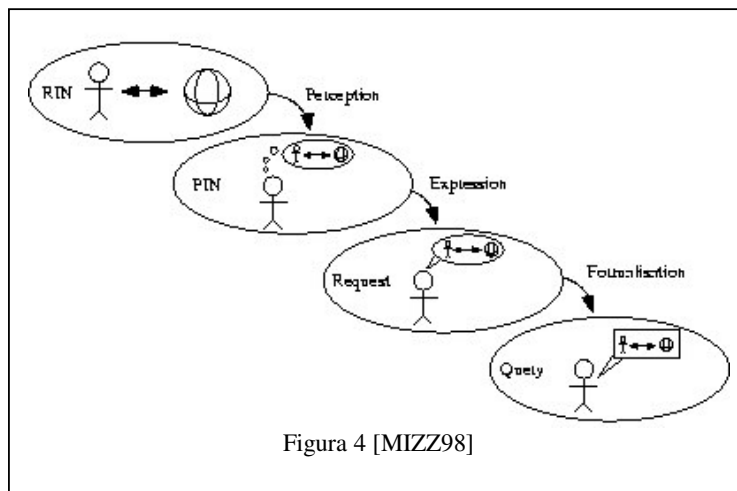 RIN
Perception
PIN
Expression
Request
Formalisation
Query
Figura 4 [MIZZ98]